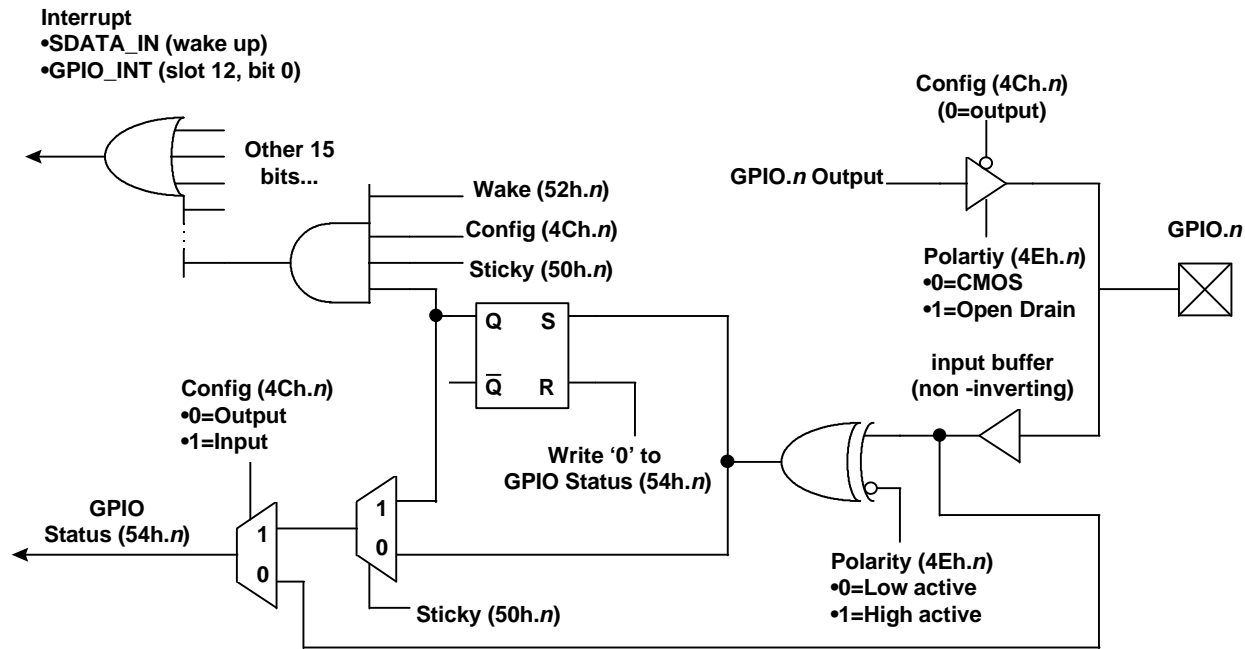 Interrupt
•SDATA_IN (wake up)
•GPIO_INT (slot 12, bit 0)
Other 15
bits...
Wake (52h.n)
Config (4Ch.n)
Sticky (50h.n)
Config (4Ch.n)
(0=output)
GPIO.n Output
Polartiy (4Eh.n)
•0=CMOS
•1=Open Drain
GPIO.n
Q S
Q R
Write ‘0’ to
GPIO Status (54h.n)
input buffer
(non -inverting)
Config (4Ch.n)
•0=Output
•1=Input
GPIO
Status (54h.n)
1
0
1
0
Sticky (50h.n)
Polarity (4Eh.n)
•0=Low active
•1=High active